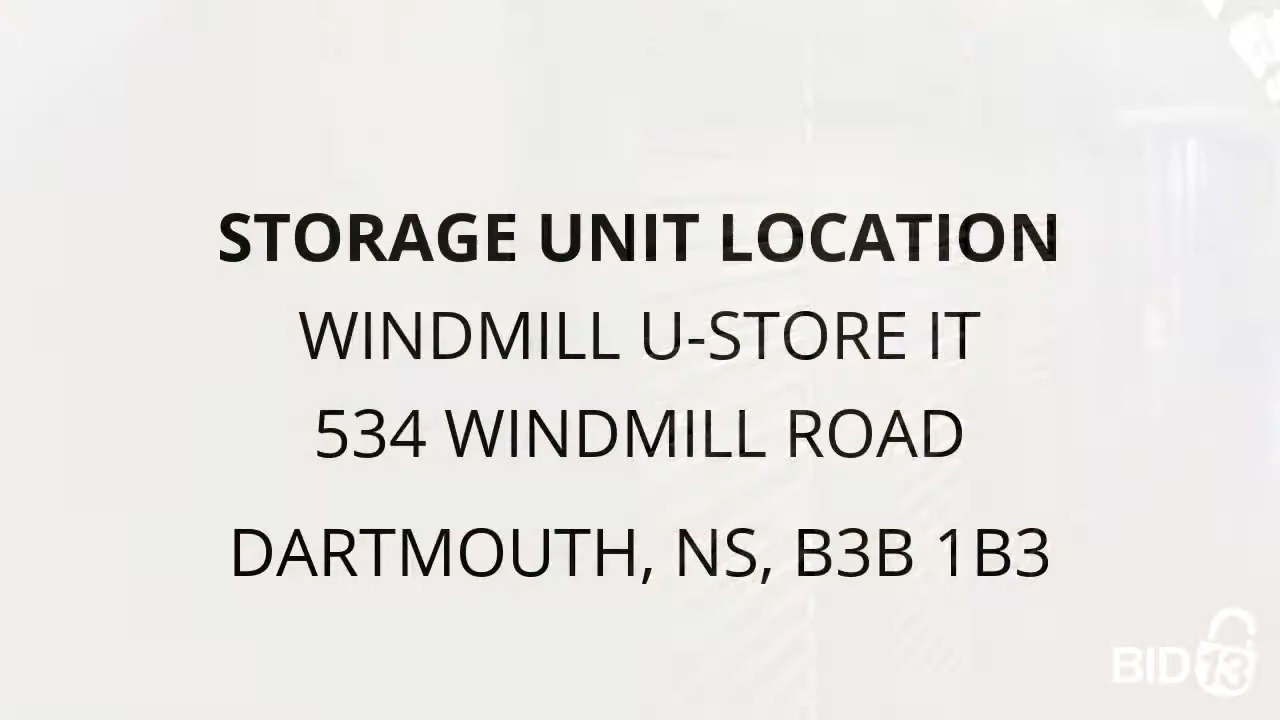 STORAGE UNIT LOCATION
WINDMILL U-STORE IT
534 WINDMILL ROAD
DARTMOUTH, NS, B3B 1B3
BID13